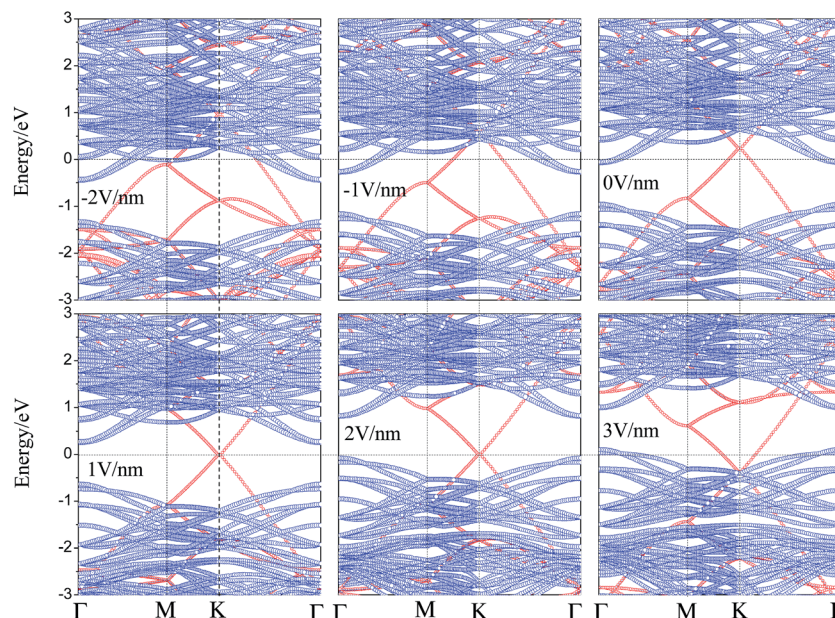 3
2
1
0
-1
-2
-3
Energy/eV
-2V/nm
-1V/nm
0V/nm
3
2
1
0
-1
-2
-3
Energy/eV
1V/nm
2V/nm
3V/nm
Γ M K Γ Γ M K Γ Γ M K